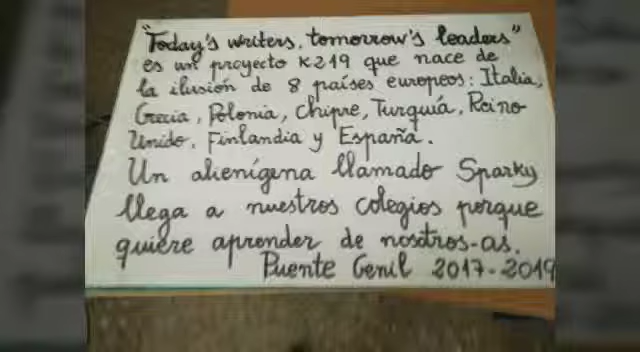 "Today's writers, tomorrow's leaders"
es un proyecto K219 que nace de
la ilusión de 8 países europeos: Italia,
Grecia, Polonia, Chipre, Turquía, Reino
Unido, Finlandia y España.
Un alienígena llamado Sparky
llega a nuestros colegios porque
quiere aprender de nosotros-as.
Puente Genil 2017-2019